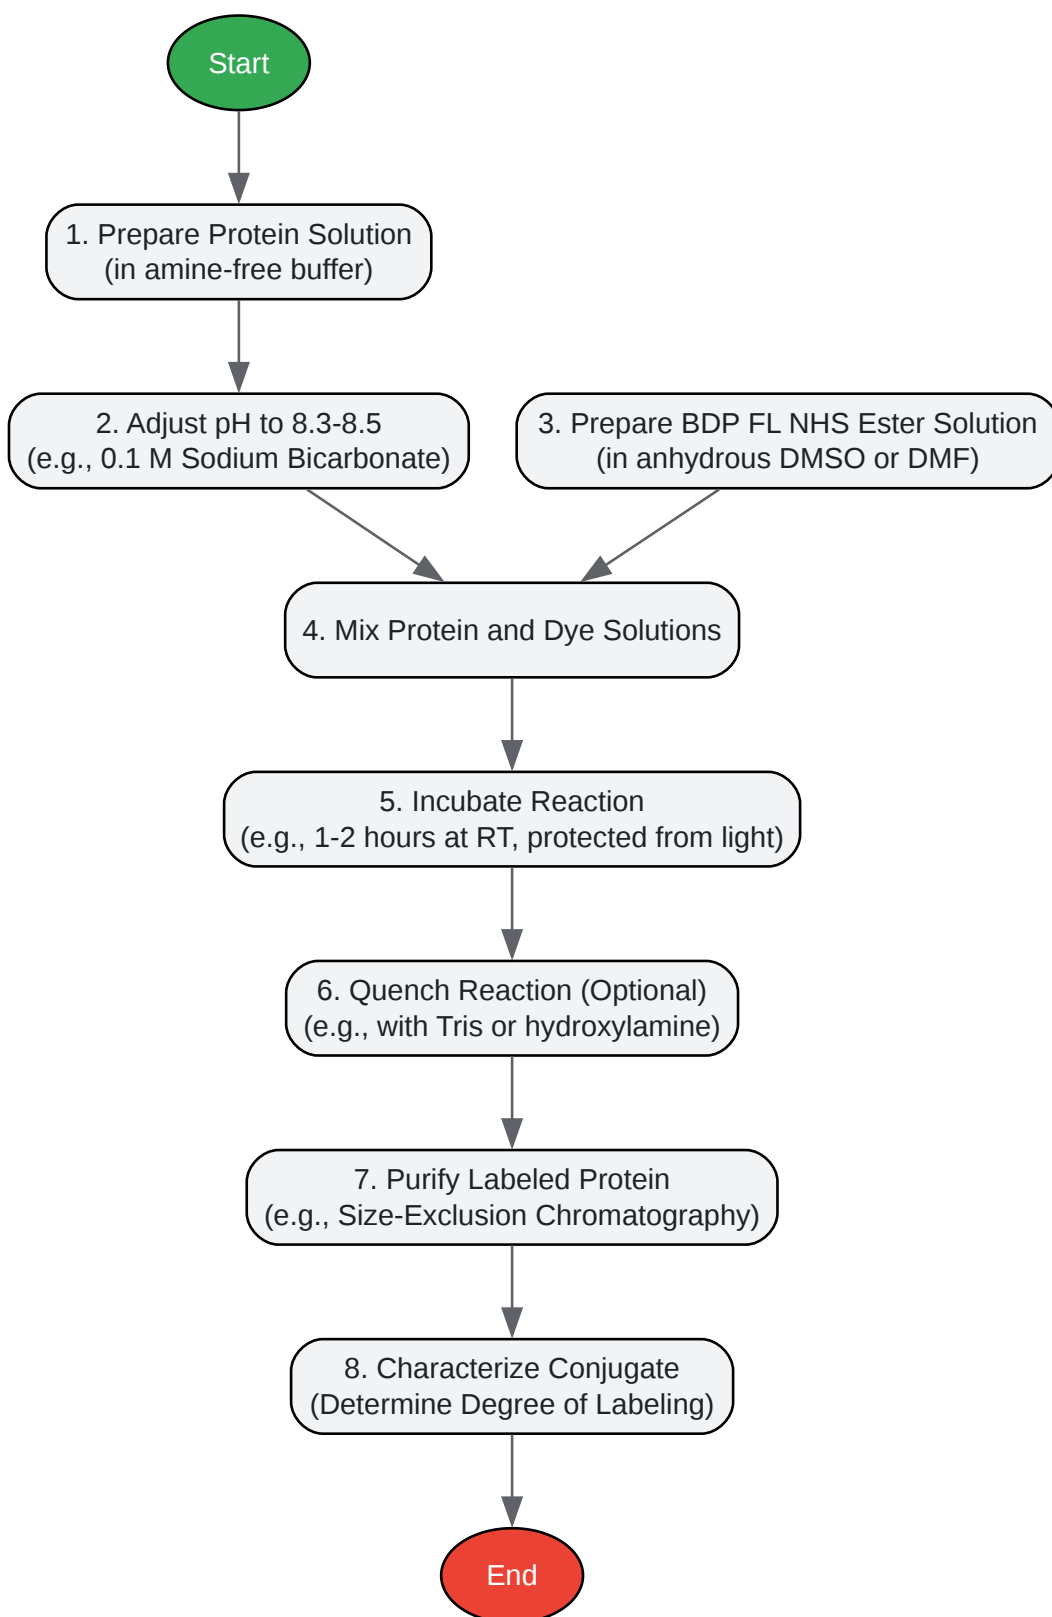 Start
1. Prepare Protein Solution
(in amine-free buffer)
2. Adjust pH to 8.3-8.5
(e.g., 0.1 M Sodium Bicarbonate)
3. Prepare BDP FL NHS Ester Solution
(in anhydrous DMSO or DMF)
4. Mix Protein and Dye Solutions
5. Incubate Reaction
(e.g., 1-2 hours at RT, protected from light)
6. Quench Reaction (Optional)
(e.g., with Tris or hydroxylamine)
7. Purify Labeled Protein
(e.g., Size-Exclusion Chromatography)
8. Characterize Conjugate
(Determine Degree of Labeling)
End